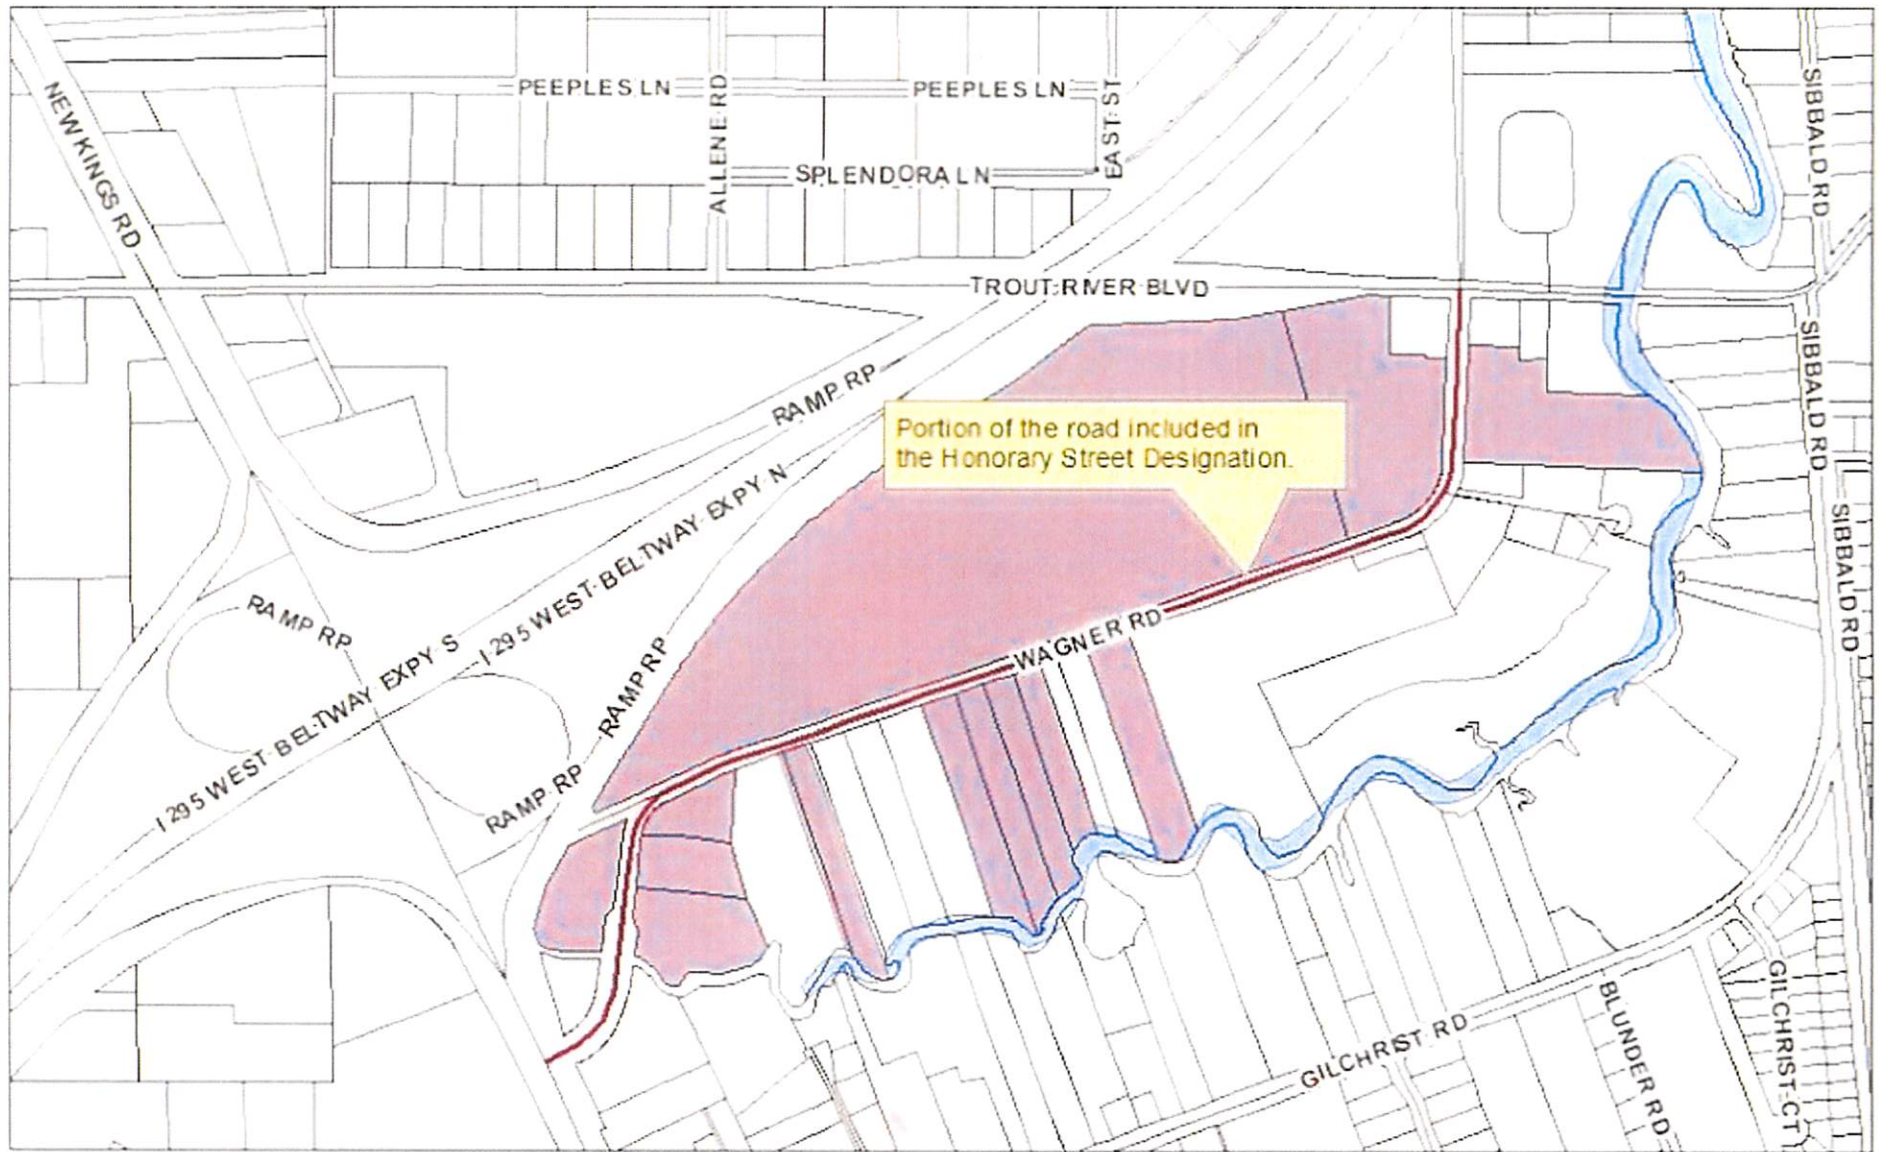 PEEPLES LN
PEEPLES LN
NEW KINGS RD
ALLENE RD
EAST ST
SIBBALD RD
SPLENDORA LN
TROUT RIVER BLVD
SIBBALD RD
RAMP RP
Portion of the road included in
the Honorary Street Designation.
I 295 WEST BELTWAY EXPY N
SIBBALD RD
RAMP RP
WAGNER RD
I 295 WEST BELTWAY EXPY S
RAMP RP
RAMP RP
GILCHRIST RD
BLUNDER RD
GILCHRIST CT